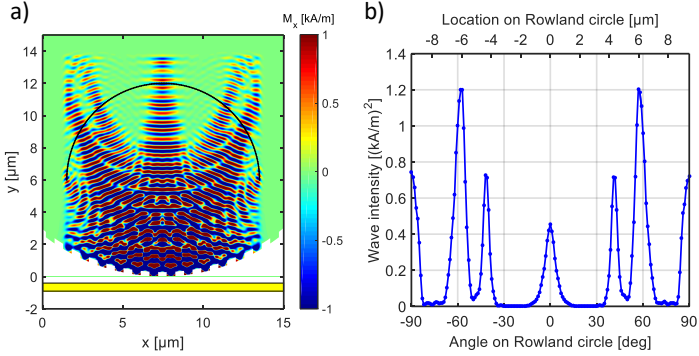 a)
M_x [kA/m]
15
14
12
10
8
6
4
2
0
-2
y [µm]
0
5
10
15
x [µm]
1
0.5
0
-0.5
-1
b)
Location on Rowland circle [µm]
-8 -6 -4 0 4 6 8
1.4
1.2
1.0
0.8
0.6
0.4
0.2
0
Wave intensity [(kA/m)²]
-90 -60 -30 0 30 60 90
Angle on Rowland circle [deg]